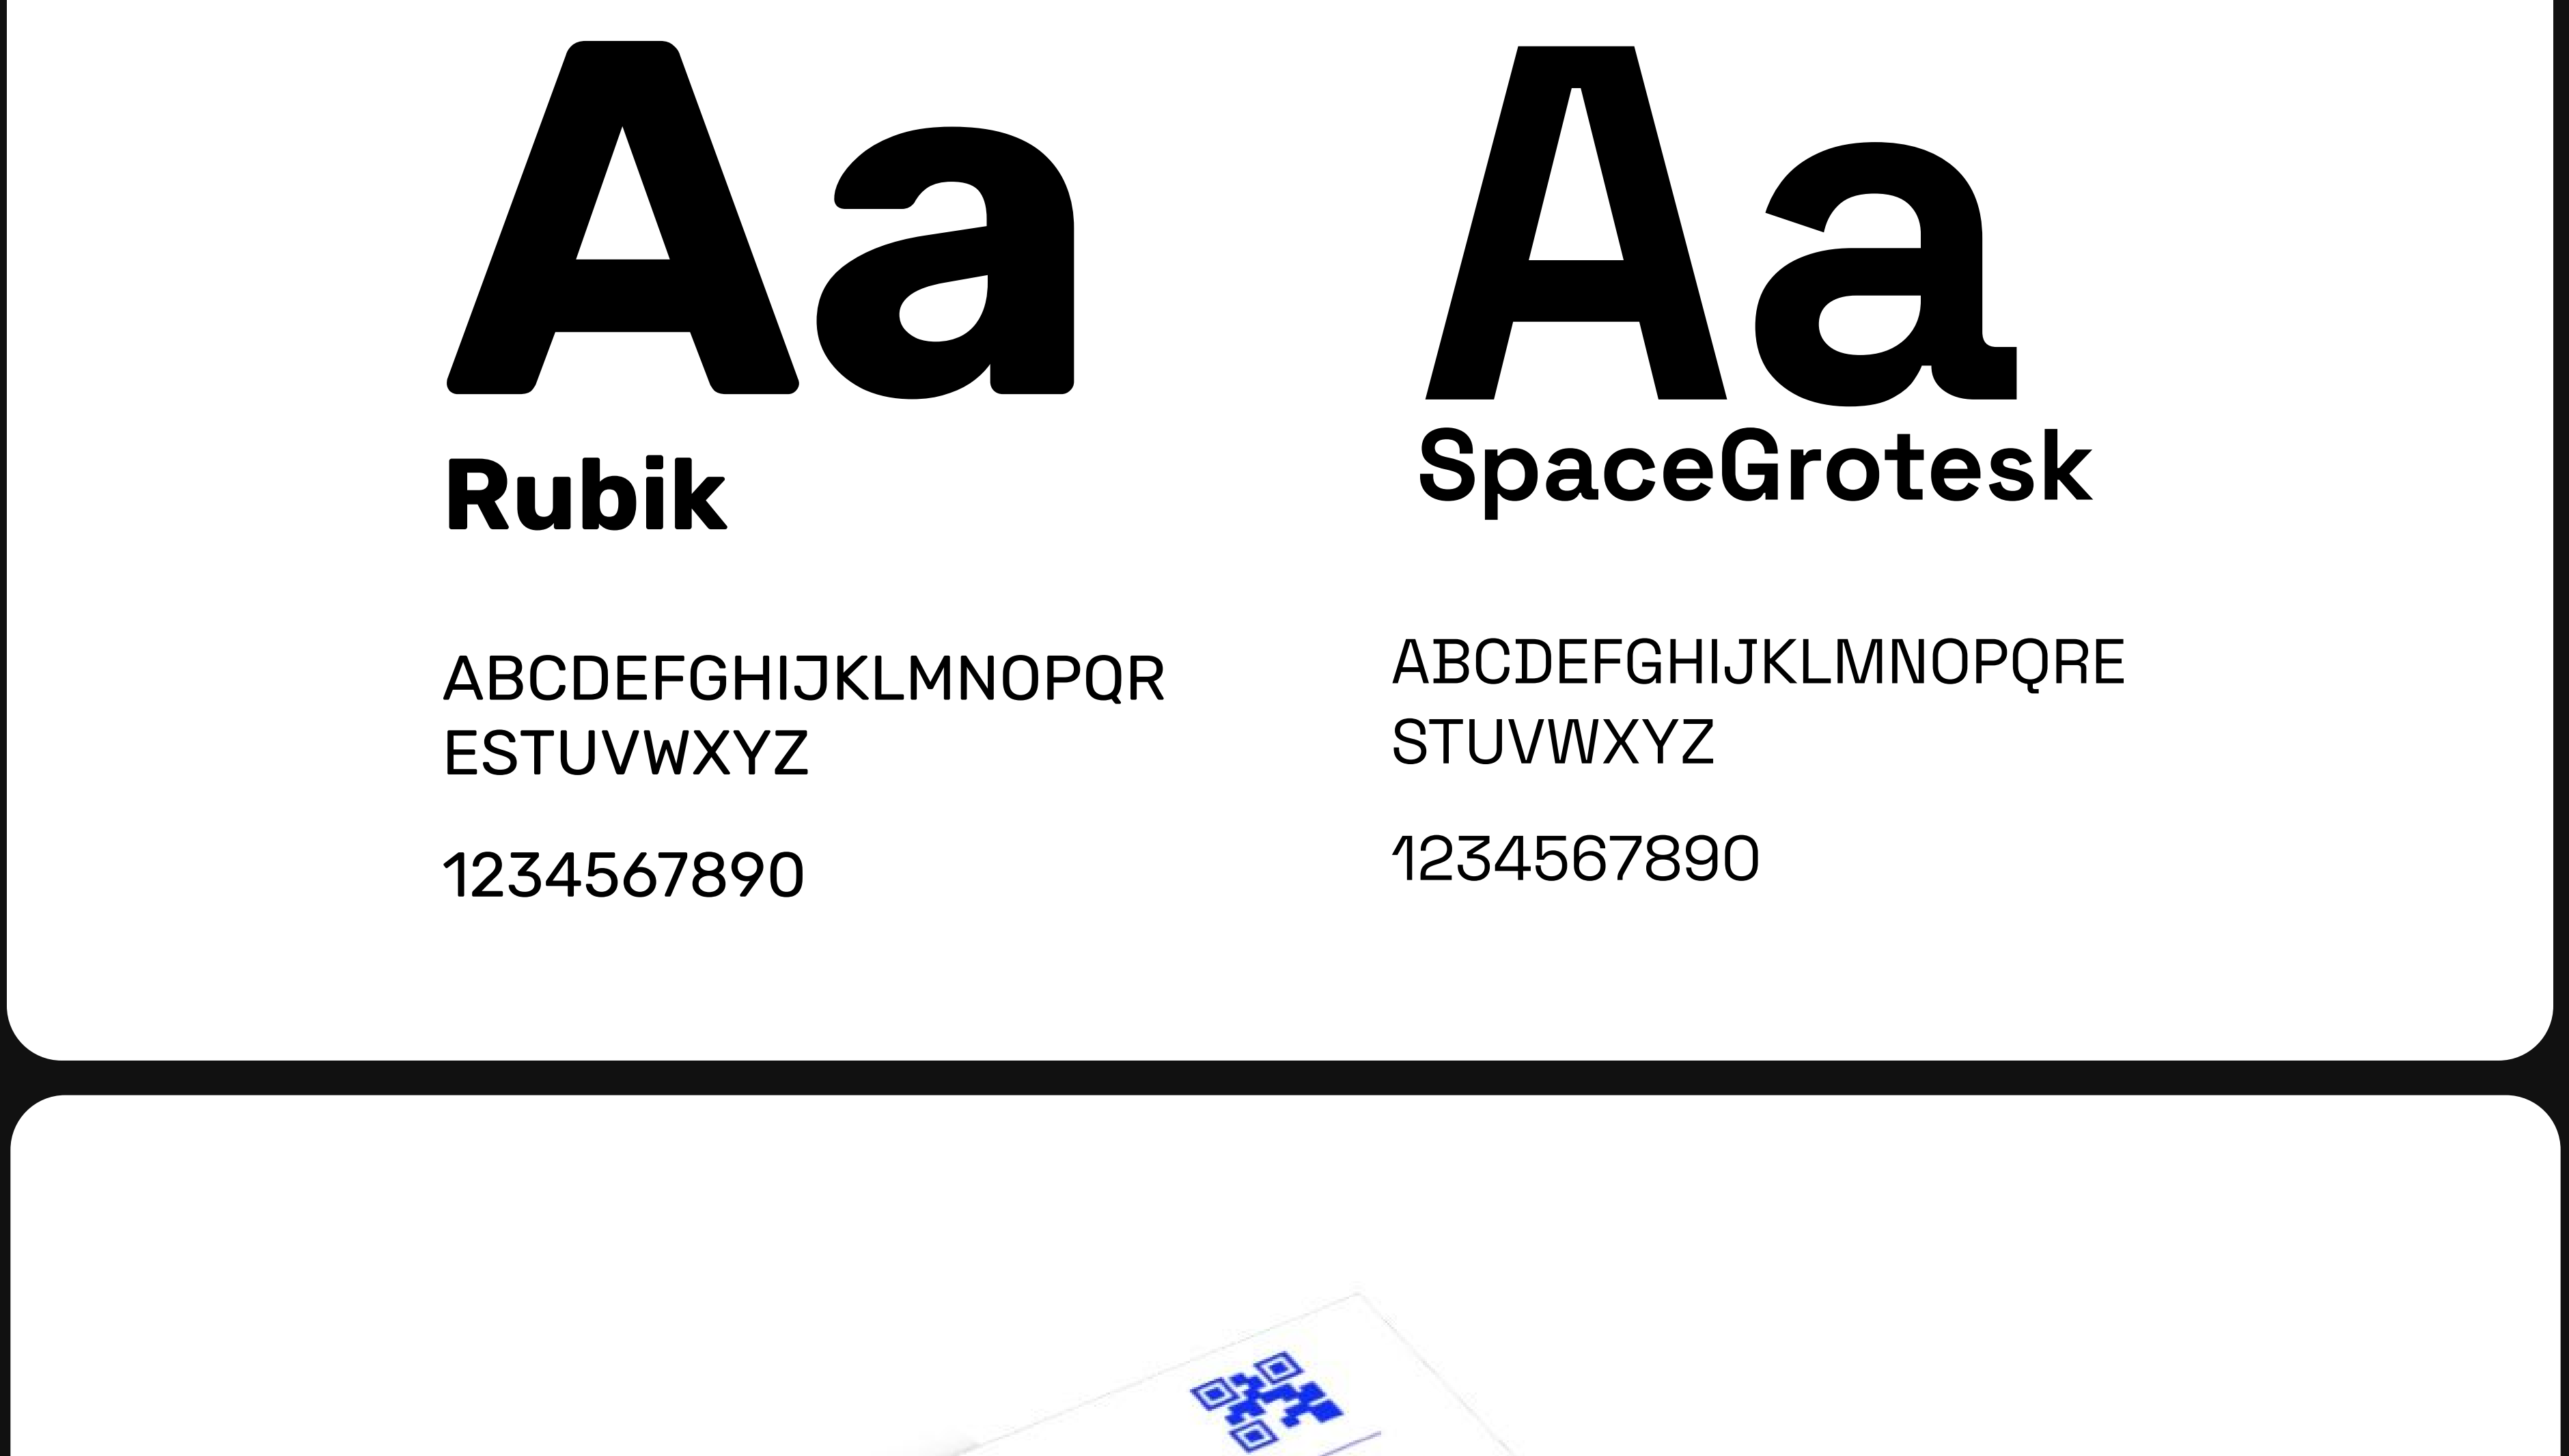 Aa
Rubik
ABCDEFGHIJKLMNOPQR
ESTUVWXYZ
1234567890
Aa
SpaceGrotesk
ABCDEFGHIJKLMNOPQRE
STUVWXYZ
1234567890